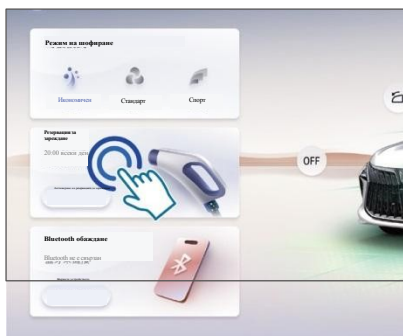 Режим на шофиране
Икономичен
Стандарт
Спорт
Резервация за
зареждане
20:00 всеки ден
OFF
Bluetooth обаждане
Bluetooth не е свързан